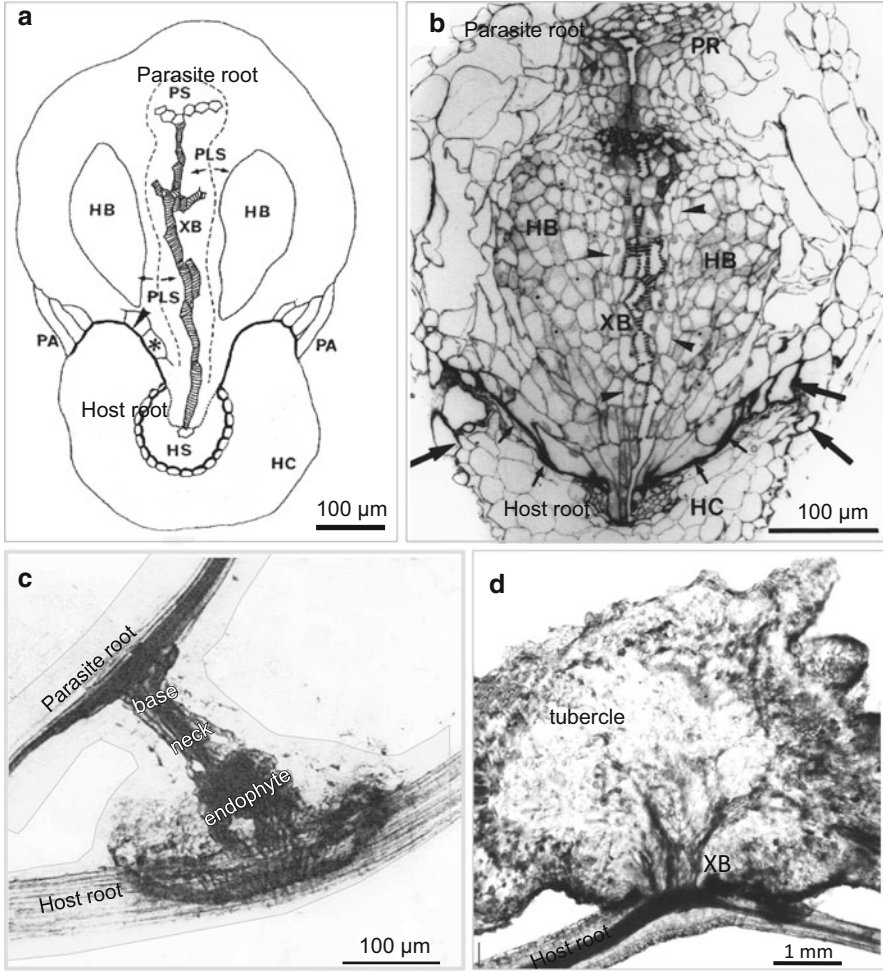 a
Parasite root
PS
PLS
HB
XB
HB
PLS
PA
*
PA
Host root
HS
HC
100 µm
b
Parasite root
PR
HB
HB
XB
Host root
HC
100 µm
c
Parasite root
base
neck
endophyte
Host root
100 µm
d
tubercle
XB
Host root
1 mm